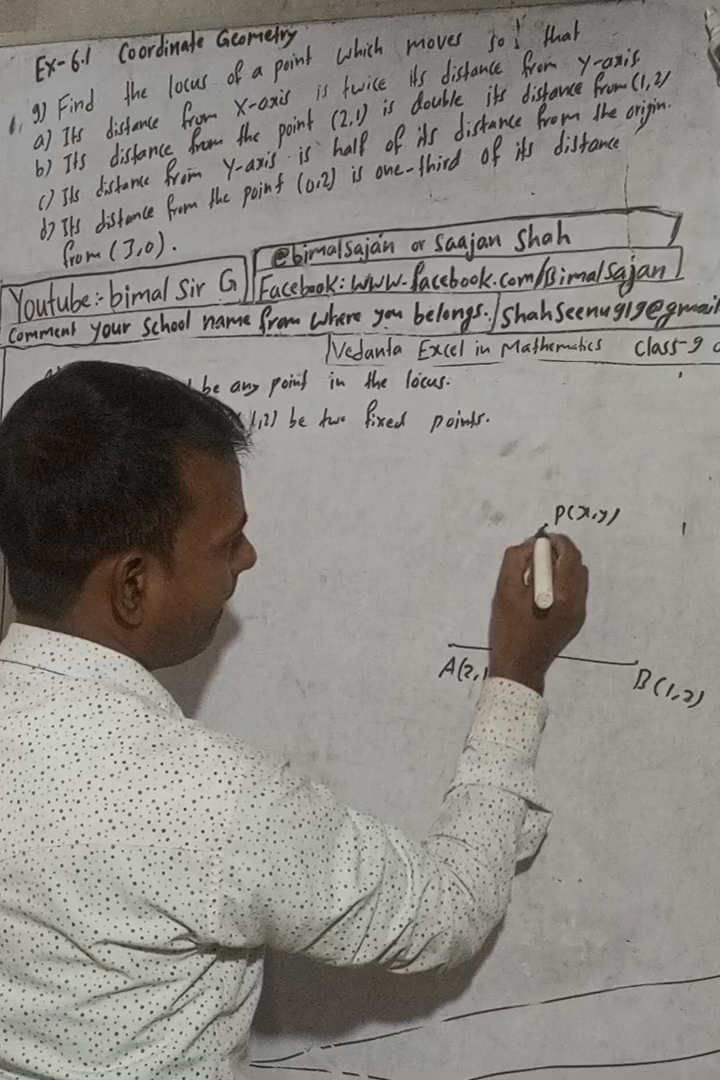 Ex-6.1 Coordinate Geometry
1. 9) Find the locus of a point which moves so that
a) Its distance from X-axis is twice its distance from Y-axis
b) Its distance from the point (2,1) is double its distance from (1,2)
c) Its distance from Y-axis is half of its distance from the origin.
d) Its distance from the point (0,2) is one-third of its distance
from (3,0).
@bimalsajan or Saajan Shah
Youtube:- bimal Sir G
Facebook: www.facebook.com/Bimalsajan
Comment your school name from where you belongs.
shahseenu919@gmail
Vedanta Excel in Mathematics class-9
be any point in the locus.
1,2) be two fixed points.
P(x,y)
A(2,1
B(1,2)